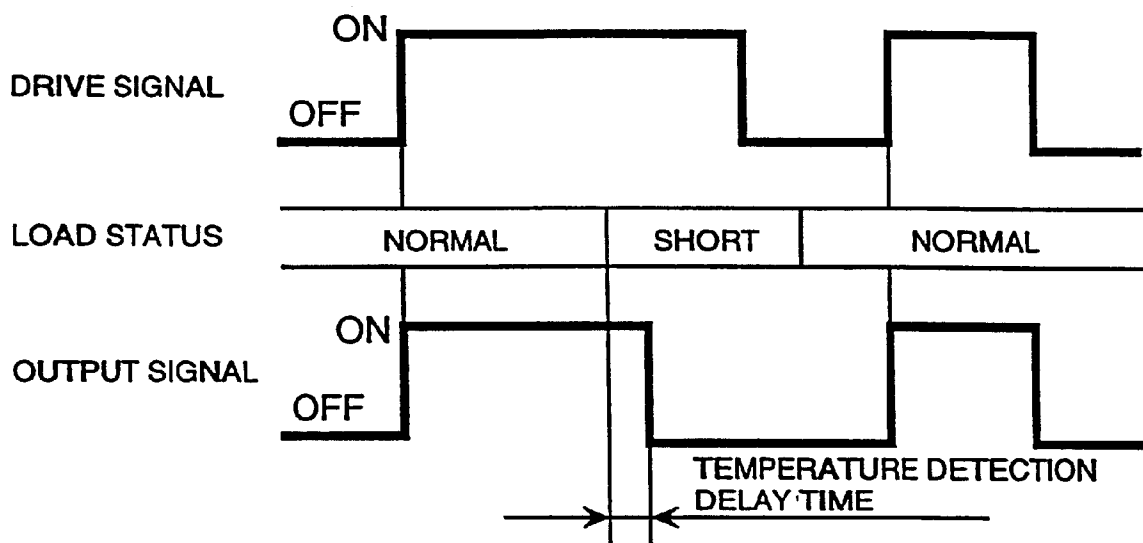 ON
DRIVE SIGNAL
OFF
LOAD STATUS
NORMAL
SHORT
NORMAL
ON
OUTPUT SIGNAL
OFF
TEMPERATURE DETECTION
DELAY TIME